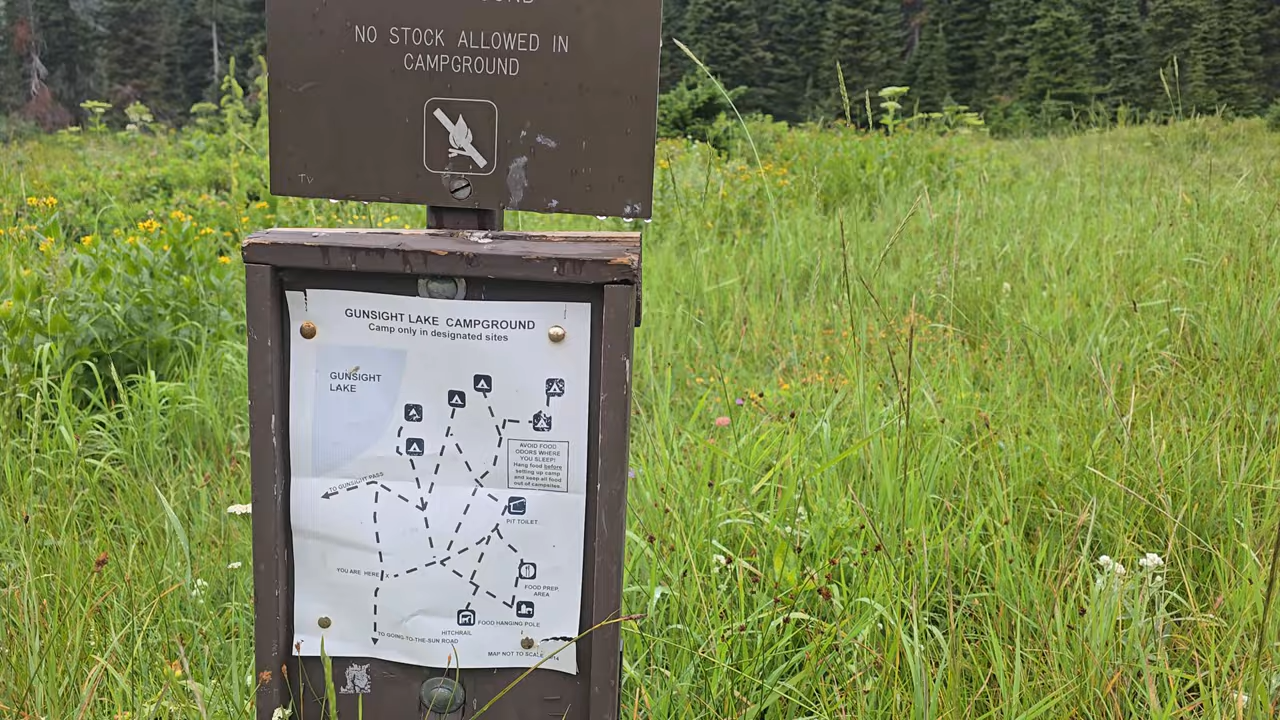 NO STOCK ALLOWED IN
CAMPGROUND
GUNSIGHT LAKE CAMPGROUND
Camp only in designated sites
GUNSIGHT
LAKE
AVOID FOOD
ODORS WHERE
YOU SLEEP!
Hang food before
setting up camp
and keep all food
out of campsites.
TO GUNSIGHT PASS
PIT TOILET
YOU ARE HERE X
FOOD PREP.
AREA
FOOD HANGING POLE
HITCHRAIL
TO GOING-TO-THE-SUN ROAD
MAP NOT TO SCALE